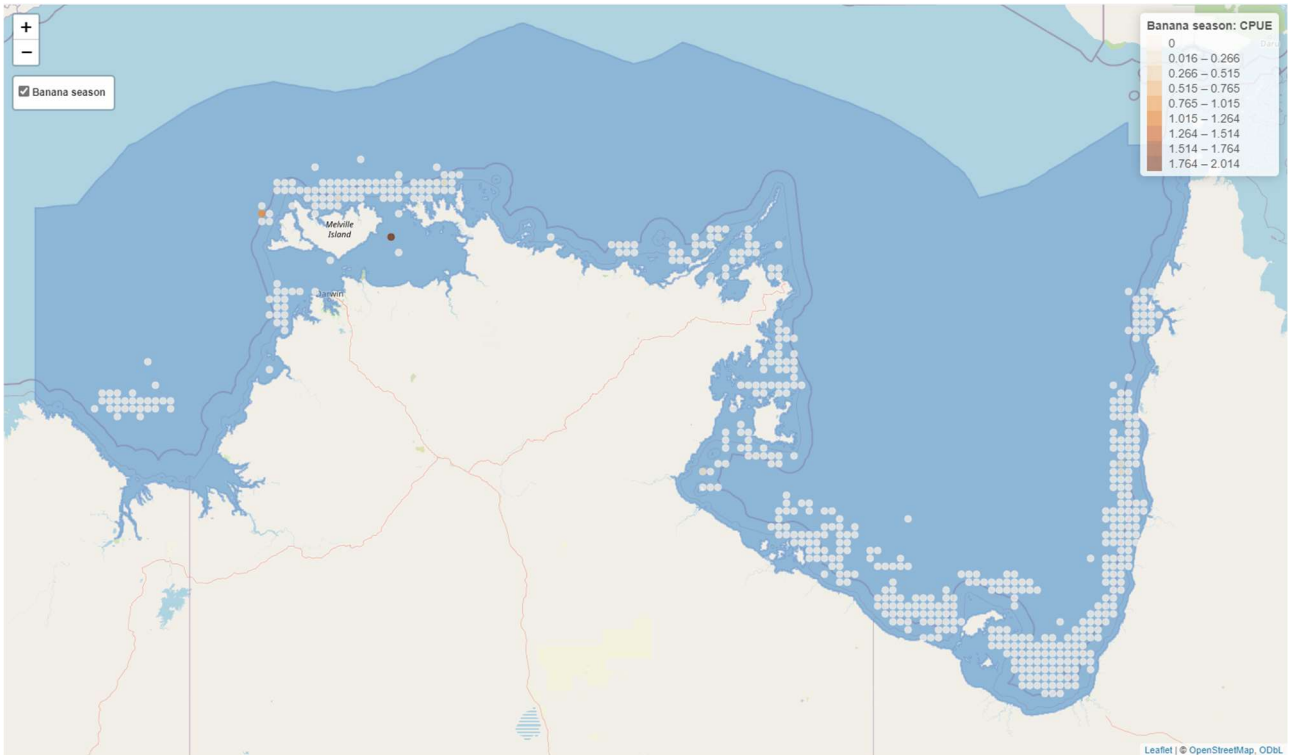 +
−
Banana season
Banana season: CPUE
0
0.016 – 0.266
0.266 – 0.515
0.515 – 0.765
0.765 – 1.015
1.015 – 1.264
1.264 – 1.514
1.514 – 1.764
1.764 – 2.014
Melville
Island
Darwin
Leaflet | © OpenStreetMap, ODbL